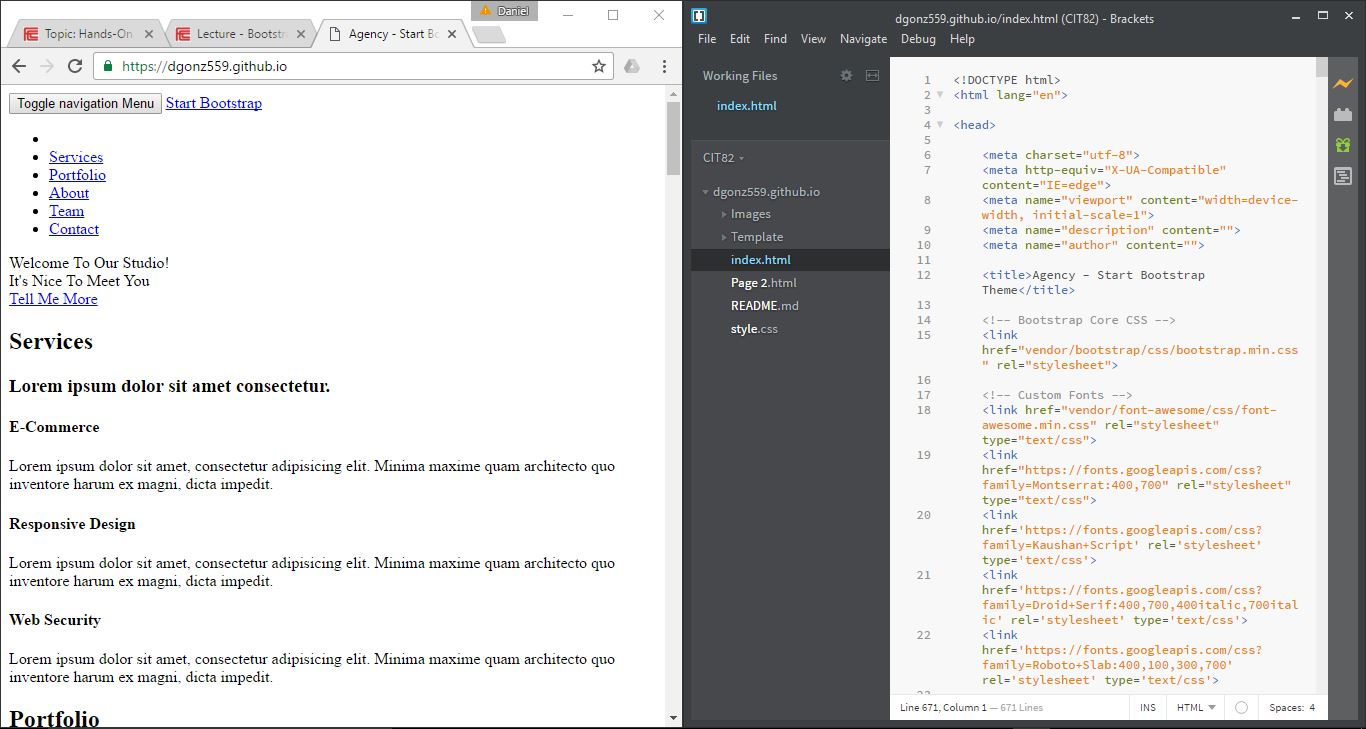 Daniel
Topic: Hands-On
Lecture - Bootstr
Agency - Start Bo
https://dgonz559.github.io
Toggle navigation Menu Start Bootstrap
Services
Portfolio
About
Team
Contact
Welcome To Our Studio!
It's Nice To Meet You
Tell Me More
Services
Lorem ipsum dolor sit amet consectetur.
E-Commerce
Lorem ipsum dolor sit amet, consectetur adipisicing elit. Minima maxime quam architecto quo
inventore harum ex magni, dicta impedit.
Responsive Design
Lorem ipsum dolor sit amet, consectetur adipisicing elit. Minima maxime quam architecto quo
inventore harum ex magni, dicta impedit.
Web Security
Lorem ipsum dolor sit amet, consectetur adipisicing elit. Minima maxime quam architecto quo
inventore harum ex magni, dicta impedit.
Portfolio
dgonz559.github.io/index.html (CIT82) - Brackets
File Edit Find View Navigate Debug Help
Working Files
index.html
CIT82
dgonz559.github.io
Images
Template
index.html
Page 2.html
README.md
style.css
1 <!DOCTYPE html>
2 <html lang="en">
3
4 <head>
5
6 <meta charset="utf-8">
7 <meta http-equiv="X-UA-Compatible"
content="IE=edge">
8 <meta name="viewport" content="width=device-
width, initial-scale=1">
9 <meta name="description" content="">
10 <meta name="author" content="">
11
12 <title>Agency - Start Bootstrap
Theme</title>
13
14 <!-- Bootstrap Core CSS -->
15 <link
href="vendor/bootstrap/css/bootstrap.min.css
" rel="stylesheet">
16
17 <!-- Custom Fonts -->
18 <link href="vendor/font-awesome/css/font-
awesome.min.css" rel="stylesheet"
type="text/css">
19 <link
href="https://fonts.googleapis.com/css?
family=Montserrat:400,700" rel="stylesheet"
type="text/css">
20 <link
href='https://fonts.googleapis.com/css?
family=Kaushan+Script' rel='stylesheet'
type='text/css'>
21 <link
href='https://fonts.googleapis.com/css?
family=Droid+Serif:400,700,400italic,700ital
ic' rel='stylesheet' type='text/css'>
22 <link
href='https://fonts.googleapis.com/css?
family=Roboto+Slab:400,100,300,700'
rel='stylesheet' type='text/css'>
Line 671, Column 1 — 671 Lines
INS HTML Spaces: 4